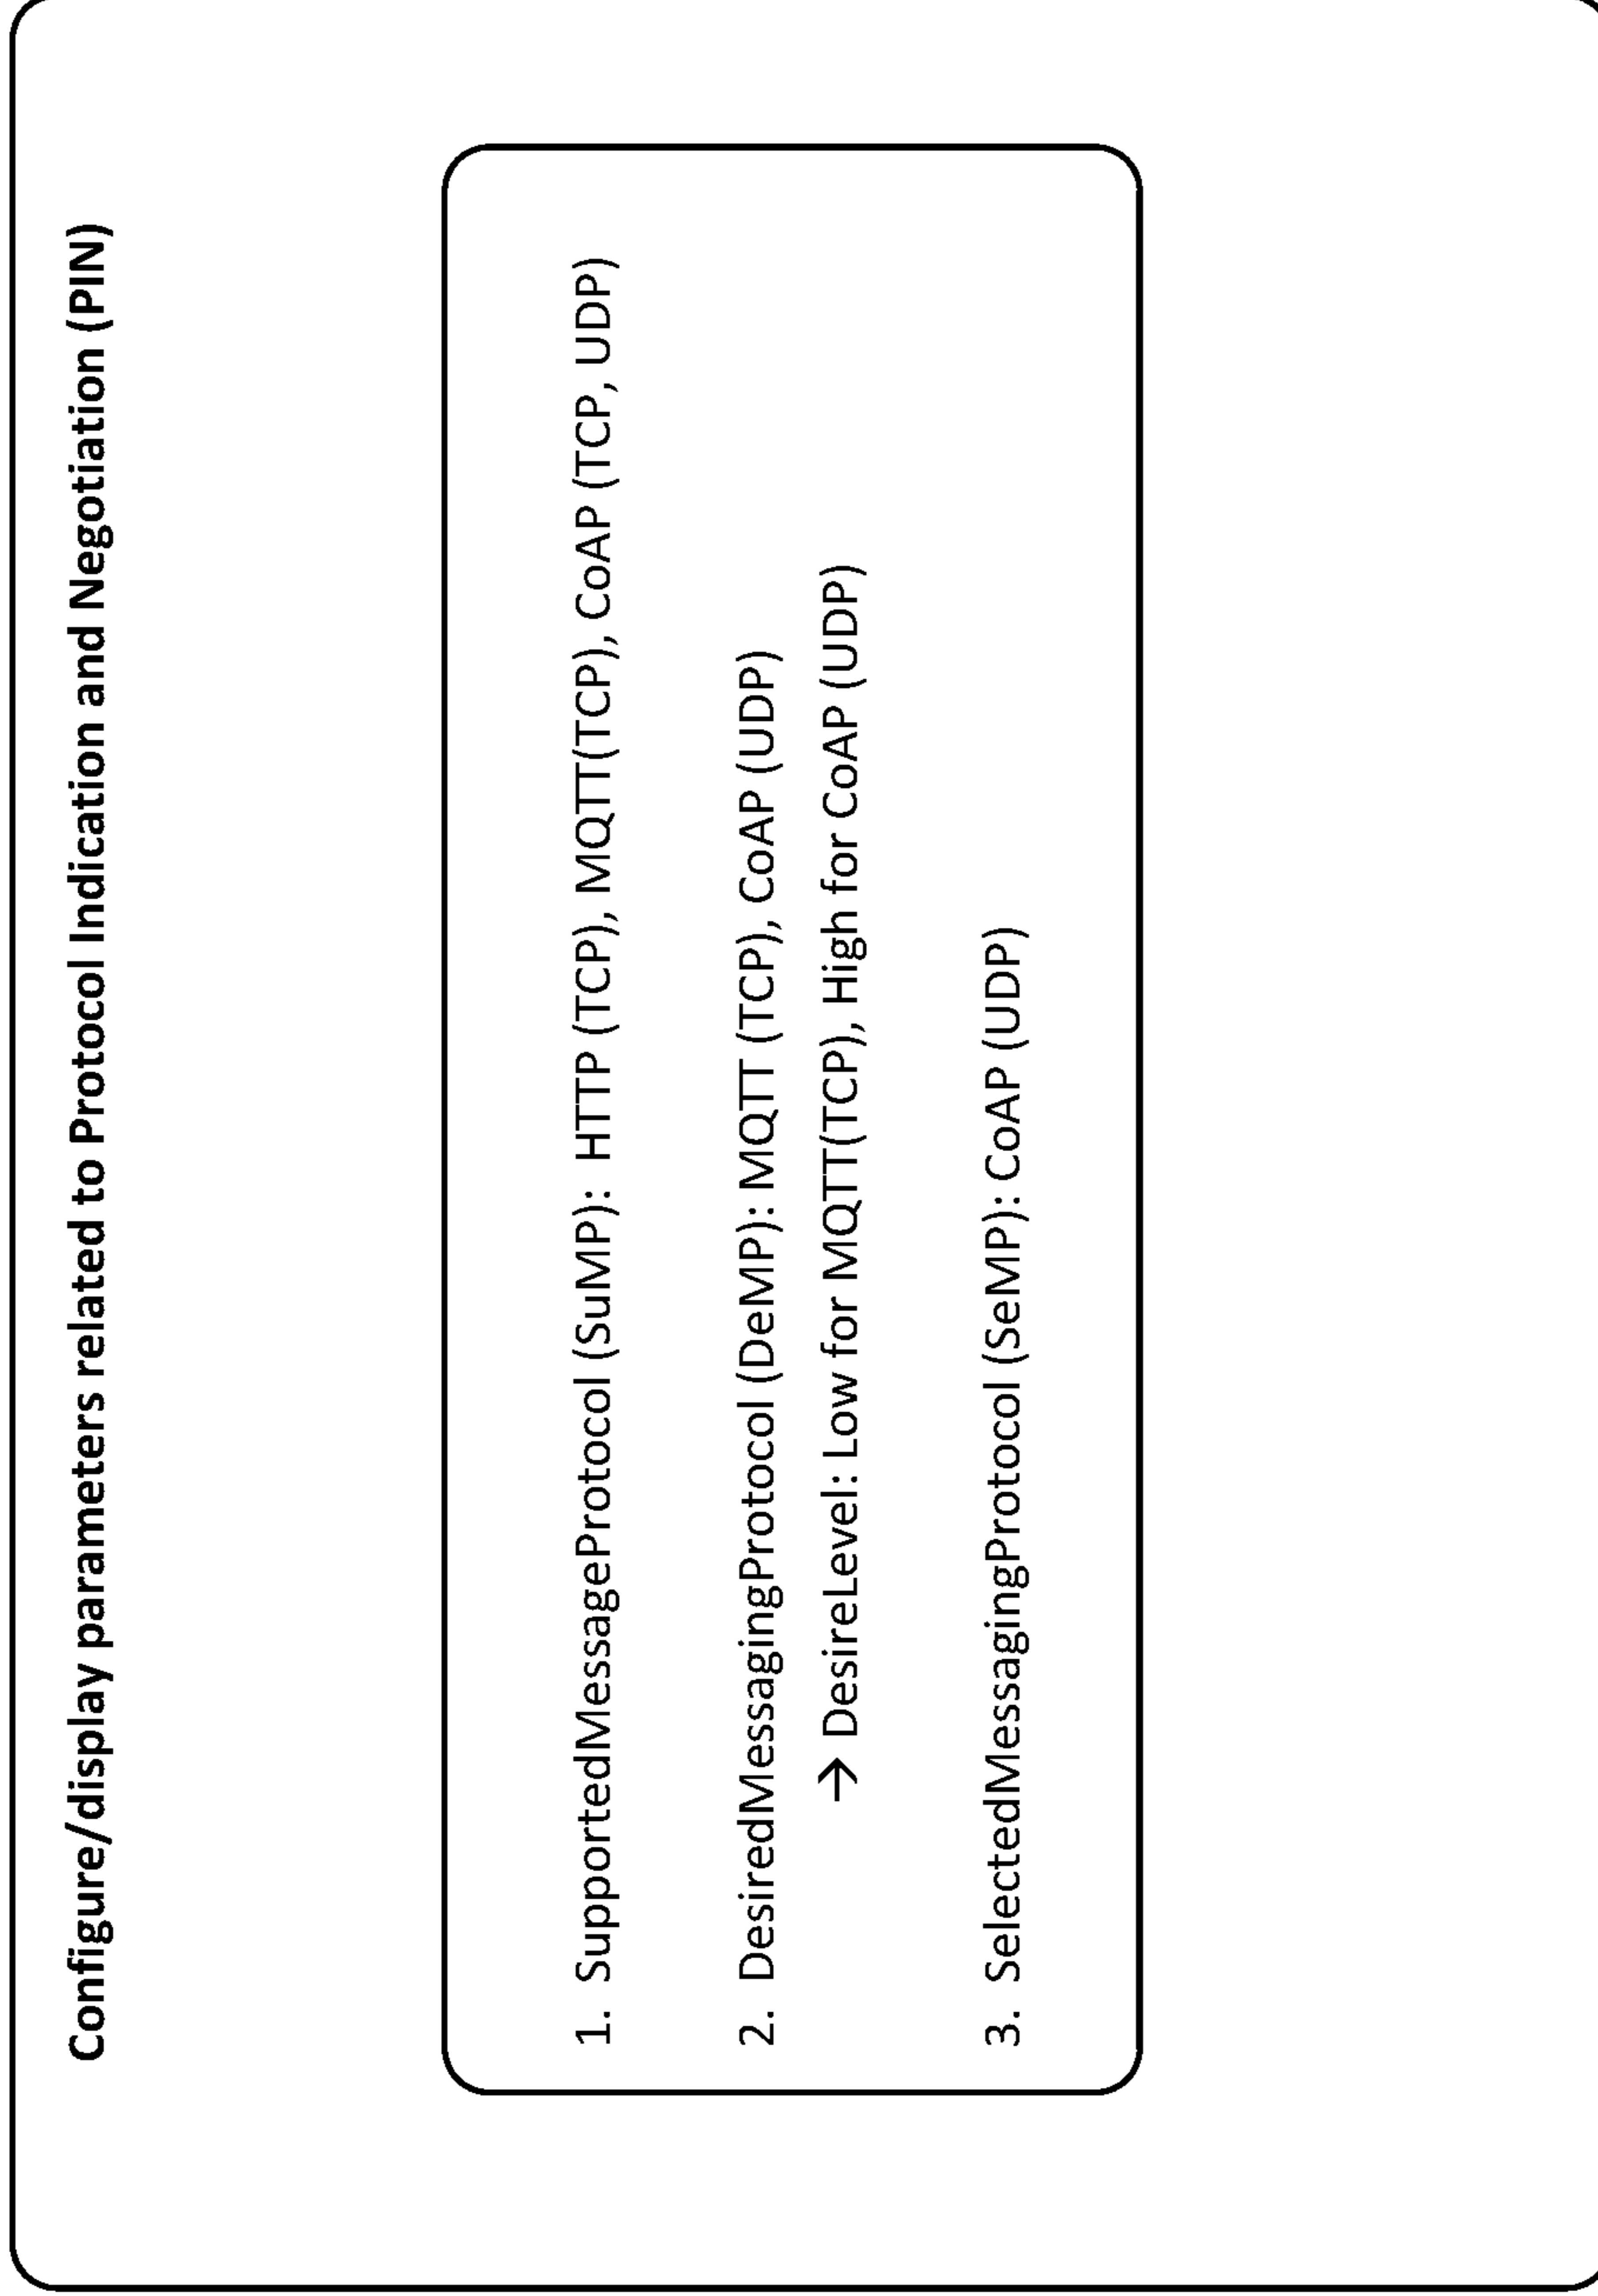 Configure/display parameters related to Protocol Indication and Negotiation (PIN)
1. SupportedMessageProtocol (SuMP): HTTP (TCP), MQTT(TCP), CoAP (TCP, UDP)
2. DesiredMessagingProtocol (DeMP): MQTT (TCP), CoAP (UDP)
→ DesireLevel: Low for MQTT(TCP), High for CoAP (UDP)
3. SelectedMessagingProtocol (SeMP): CoAP (UDP)